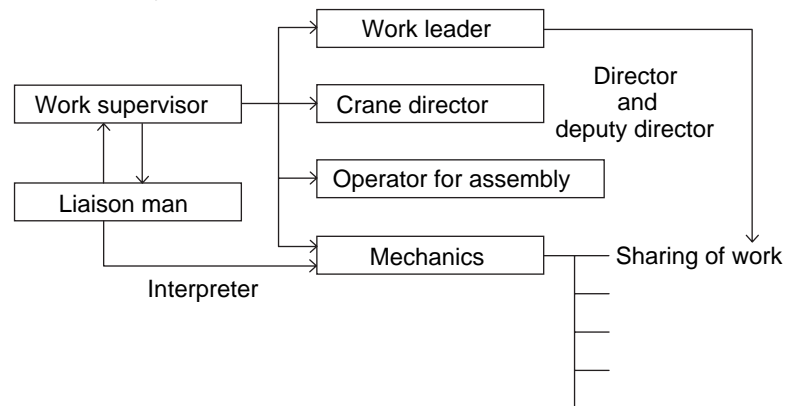 Work leader
Director
and
deputy director
Work supervisor
Crane director
Operator for assembly
Liaison man
Mechanics
Sharing of work
Interpreter